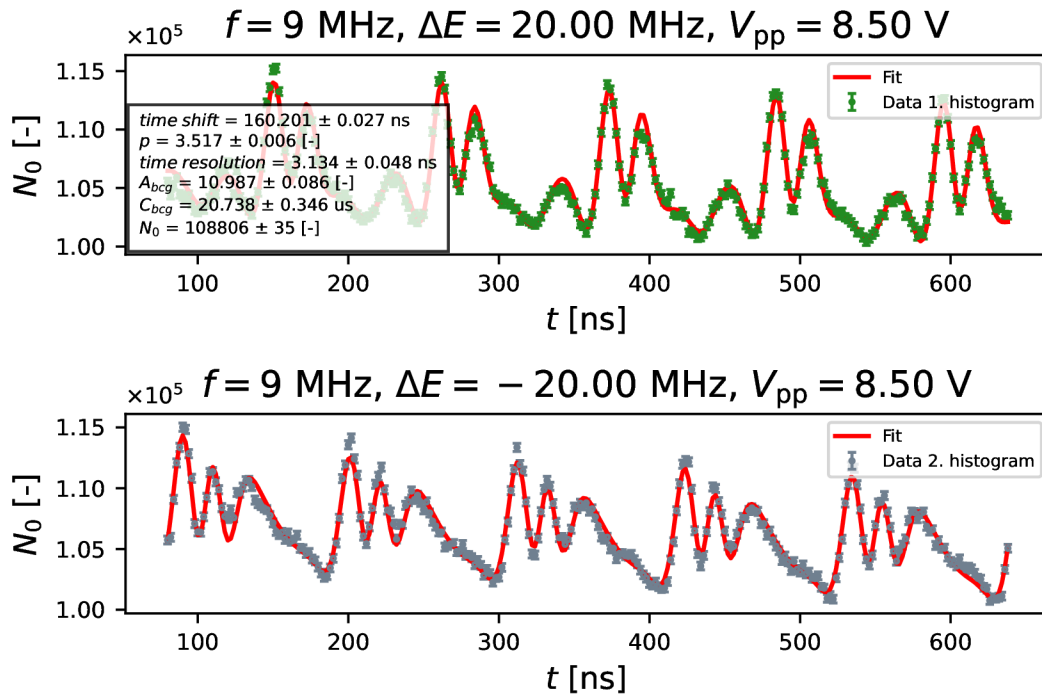 f = 9 MHz, ΔE = 20.00 MHz, V_pp = 8.50 V
×10⁵
1.15
1.10
1.05
1.00
N₀ [-]
Fit
Data 1. histogram
time shift = 160.201 ± 0.027 ns
p = 3.517 ± 0.006 [-]
time resolution = 3.134 ± 0.048 ns
A_bcg = 10.987 ± 0.086 [-]
C_bcg = 20.738 ± 0.346 us
N₀ = 108806 ± 35 [-]
100 200 300 400 500 600
t [ns]
f = 9 MHz, ΔE = −20.00 MHz, V_pp = 8.50 V
×10⁵
1.15
1.10
1.05
1.00
N₀ [-]
Fit
Data 2. histogram
100 200 300 400 500 600
t [ns]